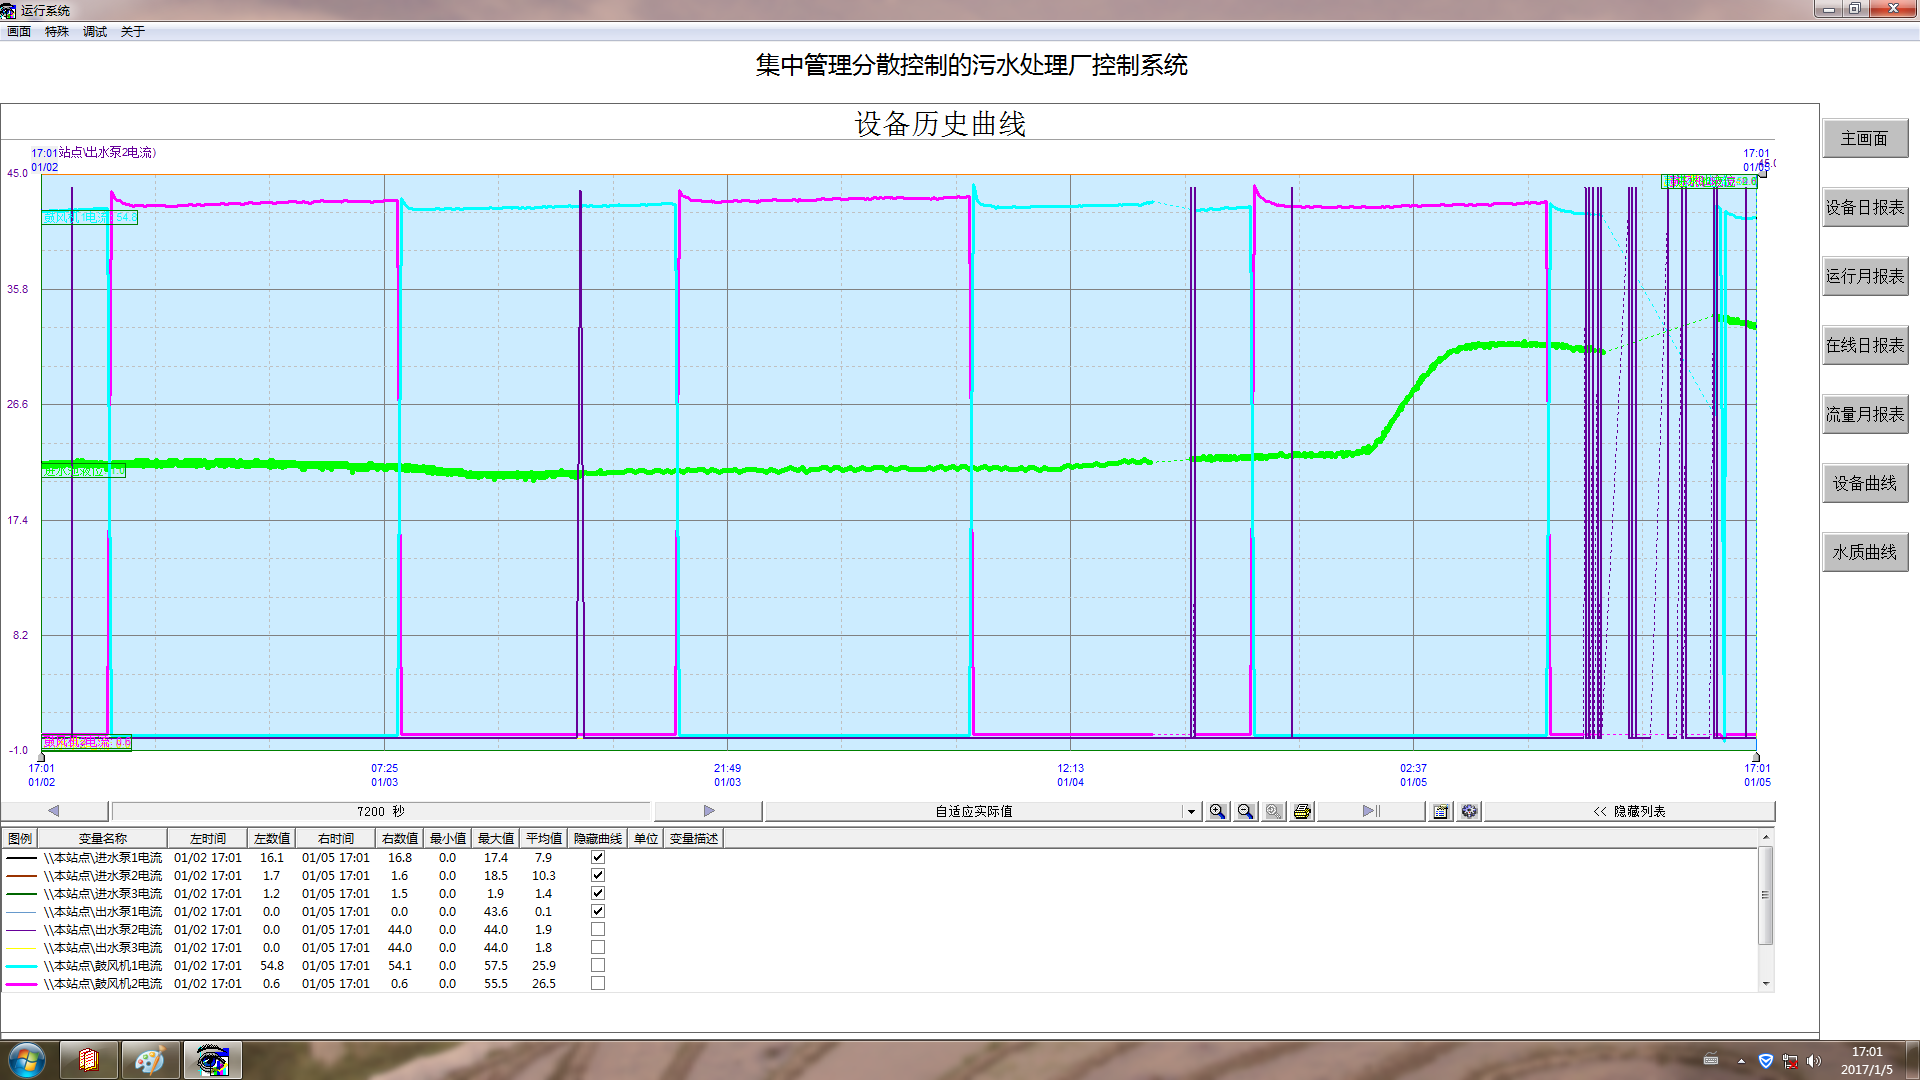 运行系统
画面 特殊 调试 关于
集中管理分散控制的污水处理厂控制系统
设备历史曲线
17:01
01/02
站点\出水泵2电流)
17:01
01/05
45.0
35.8
26.6
17.4
8.2
-1.0
鼓风机1电流: 54.8
鼓风机2电流: 0.6
17:01
01/02
07:25
01/03
21:49
01/03
12:13
01/04
02:37
01/05
17:01
01/05
7200 秒
自适应实际值
<< 隐藏列表
图例 变量名称 左时间 左数值 右时间 右数值 最小值 最大值 平均值 隐藏曲线 单位 变量描述
\\本站点\进水泵1电流 01/02 17:01 16.1 01/05 17:01 16.8 0.0 17.4 7.9
\\本站点\进水泵2电流 01/02 17:01 1.7 01/05 17:01 1.6 0.0 18.5 10.3
\\本站点\进水泵3电流 01/02 17:01 1.2 01/05 17:01 1.5 0.0 1.9 1.4
\\本站点\出水泵1电流 01/02 17:01 0.0 01/05 17:01 0.0 0.0 43.6 0.1
\\本站点\出水泵2电流 01/02 17:01 0.0 01/05 17:01 44.0 0.0 44.0 1.9
\\本站点\出水泵3电流 01/02 17:01 0.0 01/05 17:01 44.0 0.0 44.0 1.8
\\本站点\鼓风机1电流 01/02 17:01 54.8 01/05 17:01 54.1 0.0 57.5 25.9
\\本站点\鼓风机2电流 01/02 17:01 0.6 01/05 17:01 0.6 0.0 55.5 26.5
主画面
设备日报表
运行月报表
在线日报表
流量月报表
设备曲线
水质曲线
17:01
2017/1/5